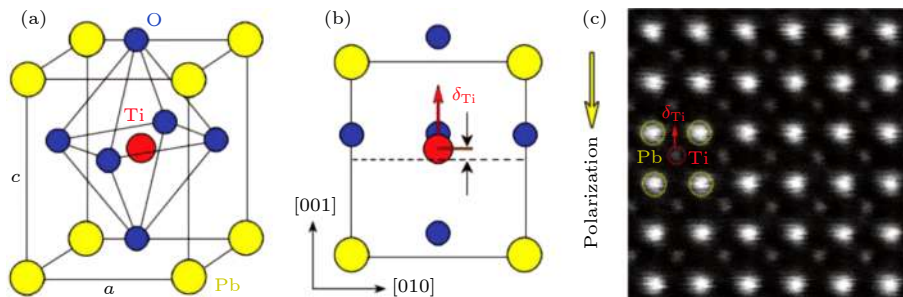 (a)
O
Ti
c
a
Pb
(b)
δTi
[001]
[010]
(c)
Polarization
δTi
Pb
Ti